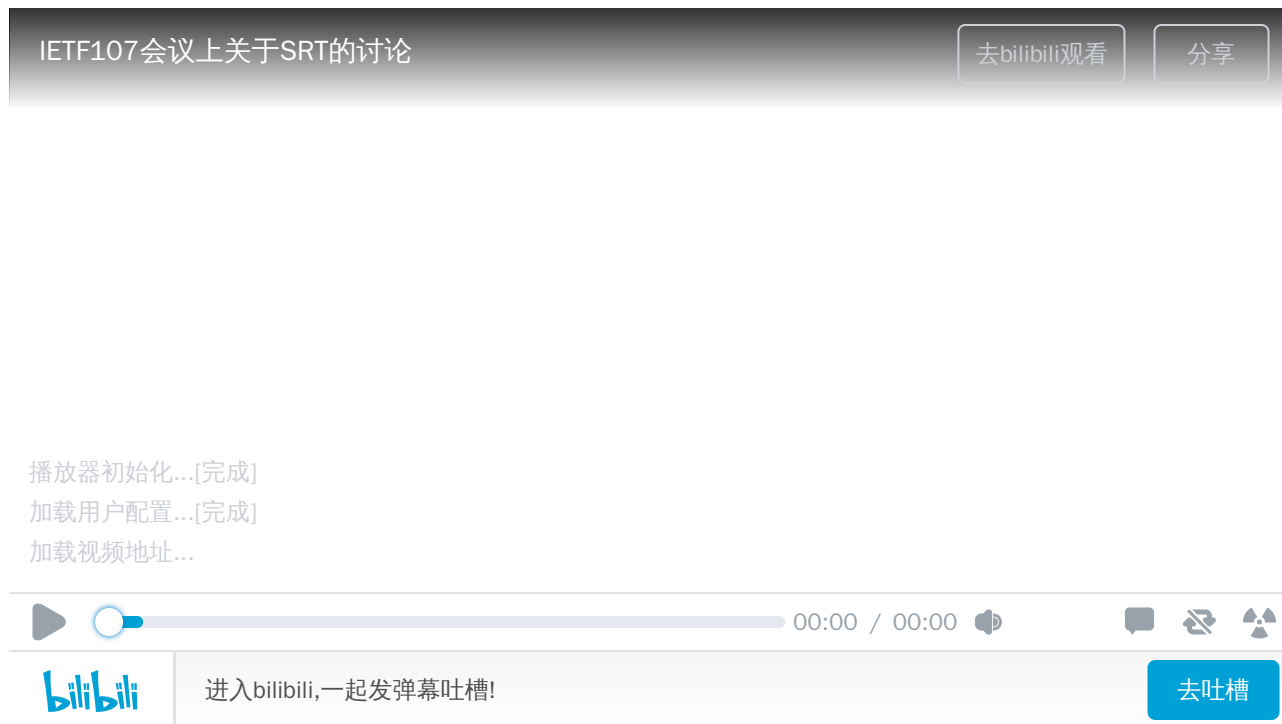 IETF107会议上关于SRT的讨论
去bilibili观看
分享
播放器初始化...[完成]
加载用户配置...[完成]
加载视频地址...
00:00 / 00:00
bilibili
进入bilibili,一起发弹幕吐槽!
去吐槽